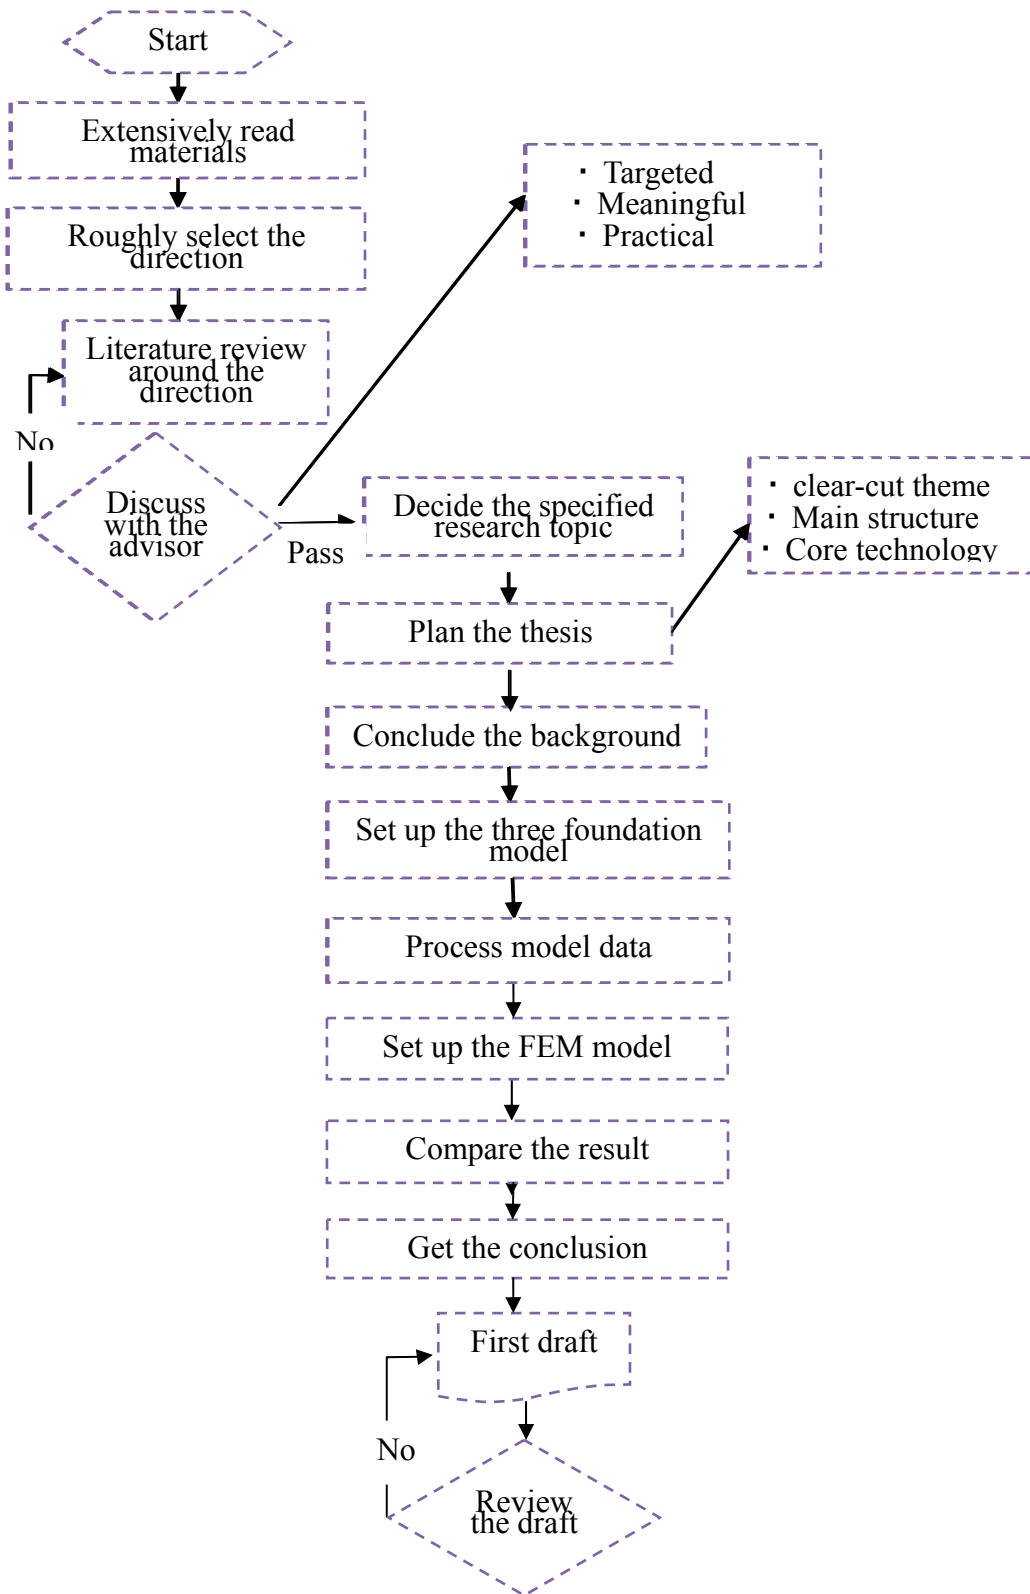 Start
Extensively read
materials
Roughly select the
direction
Literature review
around the
direction
No
Discuss
with the
advisor
Pass
· Targeted
· Meaningful
· Practical
Decide the specified
research topic
· clear-cut theme
· Main structure
· Core technology
Plan the thesis
Conclude the background
Set up the three foundation
model
Process model data
Set up the FEM model
Compare the result
Get the conclusion
First draft
No
Review
the draft